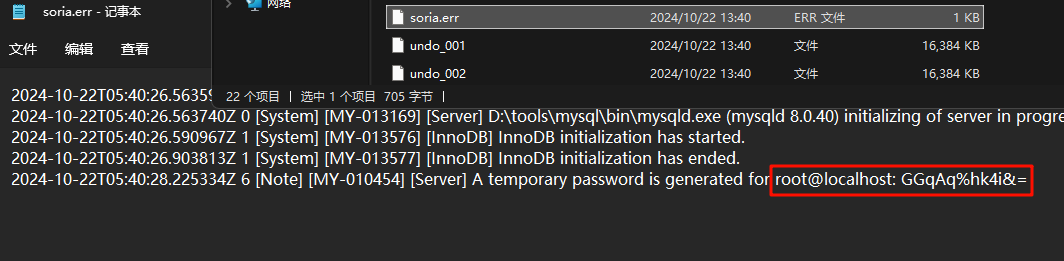 soria.err - 记事本
网络
文件 编辑 查看
soria.err 2024/10/22 13:40 ERR 文件 1 KB
undo_001 2024/10/22 13:40 文件 16,384 KB
undo_002 2024/10/22 13:40 文件 16,384 KB
22 个项目 | 选中 1 个项目 705 字节 |
2024-10-22T05:40:26.5635
2024-10-22T05:40:26.563740Z 0 [System] [MY-013169] [Server] D:\tools\mysql\bin\mysqld.exe (mysqld 8.0.40) initializing of server in progre
2024-10-22T05:40:26.590967Z 1 [System] [MY-013576] [InnoDB] InnoDB initialization has started.
2024-10-22T05:40:26.903813Z 1 [System] [MY-013577] [InnoDB] InnoDB initialization has ended.
2024-10-22T05:40:28.225334Z 6 [Note] [MY-010454] [Server] A temporary password is generated for root@localhost: GGqAq%hk4i&=